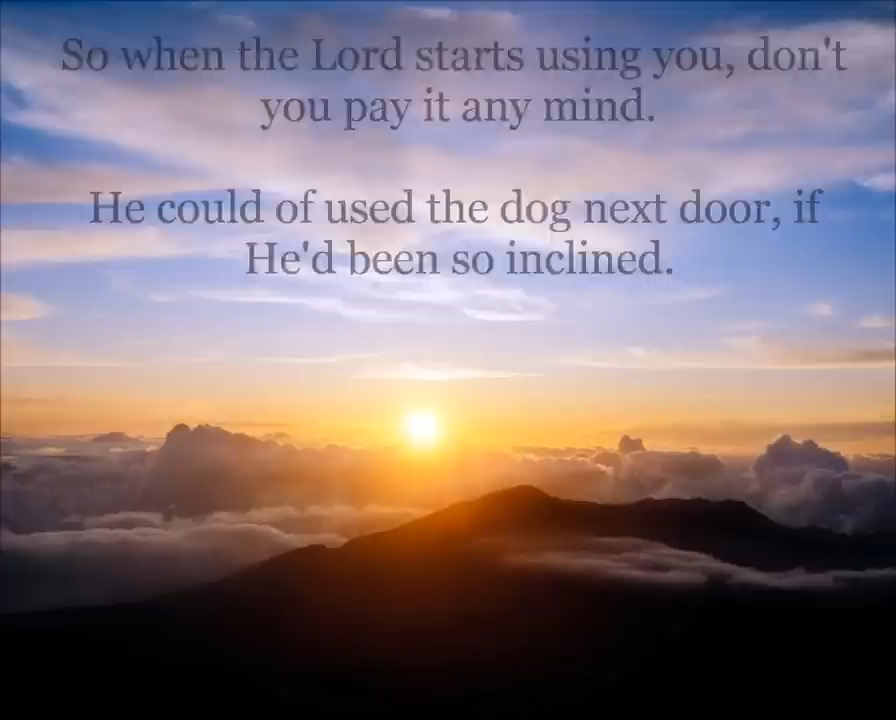 So when the Lord starts using you, don't
you pay it any mind.
He could of used the dog next door, if
He'd been so inclined.